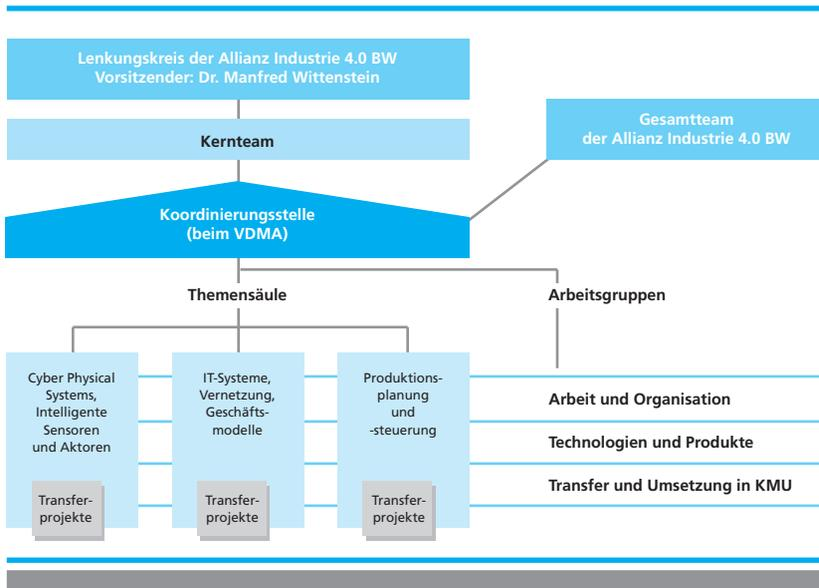 Lenkungskreis der Allianz Industrie 4.0 BW
Vorsitzender: Dr. Manfred Wittenstein
Kernteam
Gesamtteam
der Allianz Industrie 4.0 BW
Koordinierungsstelle
(beim VDMA)
Themensäule
Arbeitsgruppen
Cyber Physical
Systems,
Intelligente
Sensoren
und Aktoren
Transfer-
projekte
IT-Systeme,
Vernetzung,
Geschäfts-
modelle
Transfer-
projekte
Produktions-
planung
und
-steuerung
Transfer-
projekte
Arbeit und Organisation
Technologien und Produkte
Transfer und Umsetzung in KMU